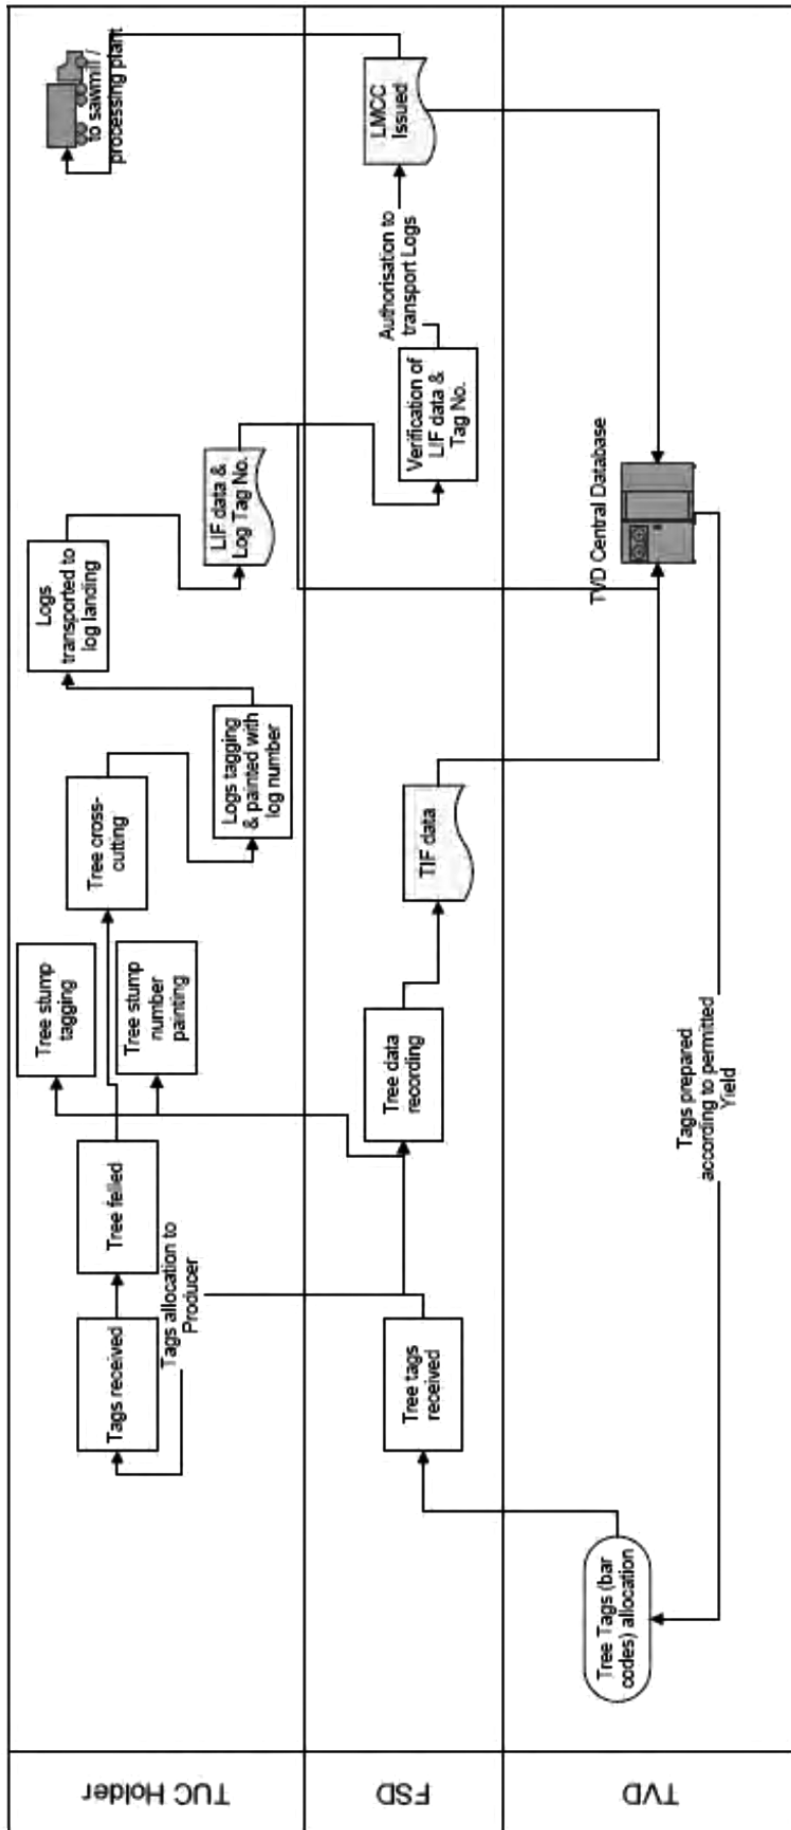 TUC Holder
Tags received
Tags allocation to
Producer
Tree felled
Tree stump
tagging
Tree stump
number
painting
Tree cross-
cutting
Logs tagging
& painted with
log number
Logs
transported to
log landing
LIF data &
Log Tag No.
to sawmill /
processing plant
FSD
Tree tags
received
Tree data
recording
TIF data
Verification of
LIF data &
Tag No.
Authorisation to
transport Logs
LMCC
Issued
TVD
Tree Tags (bar
codes) allocation
Tags prepared
according to permitted
Yield
TVD Central Database